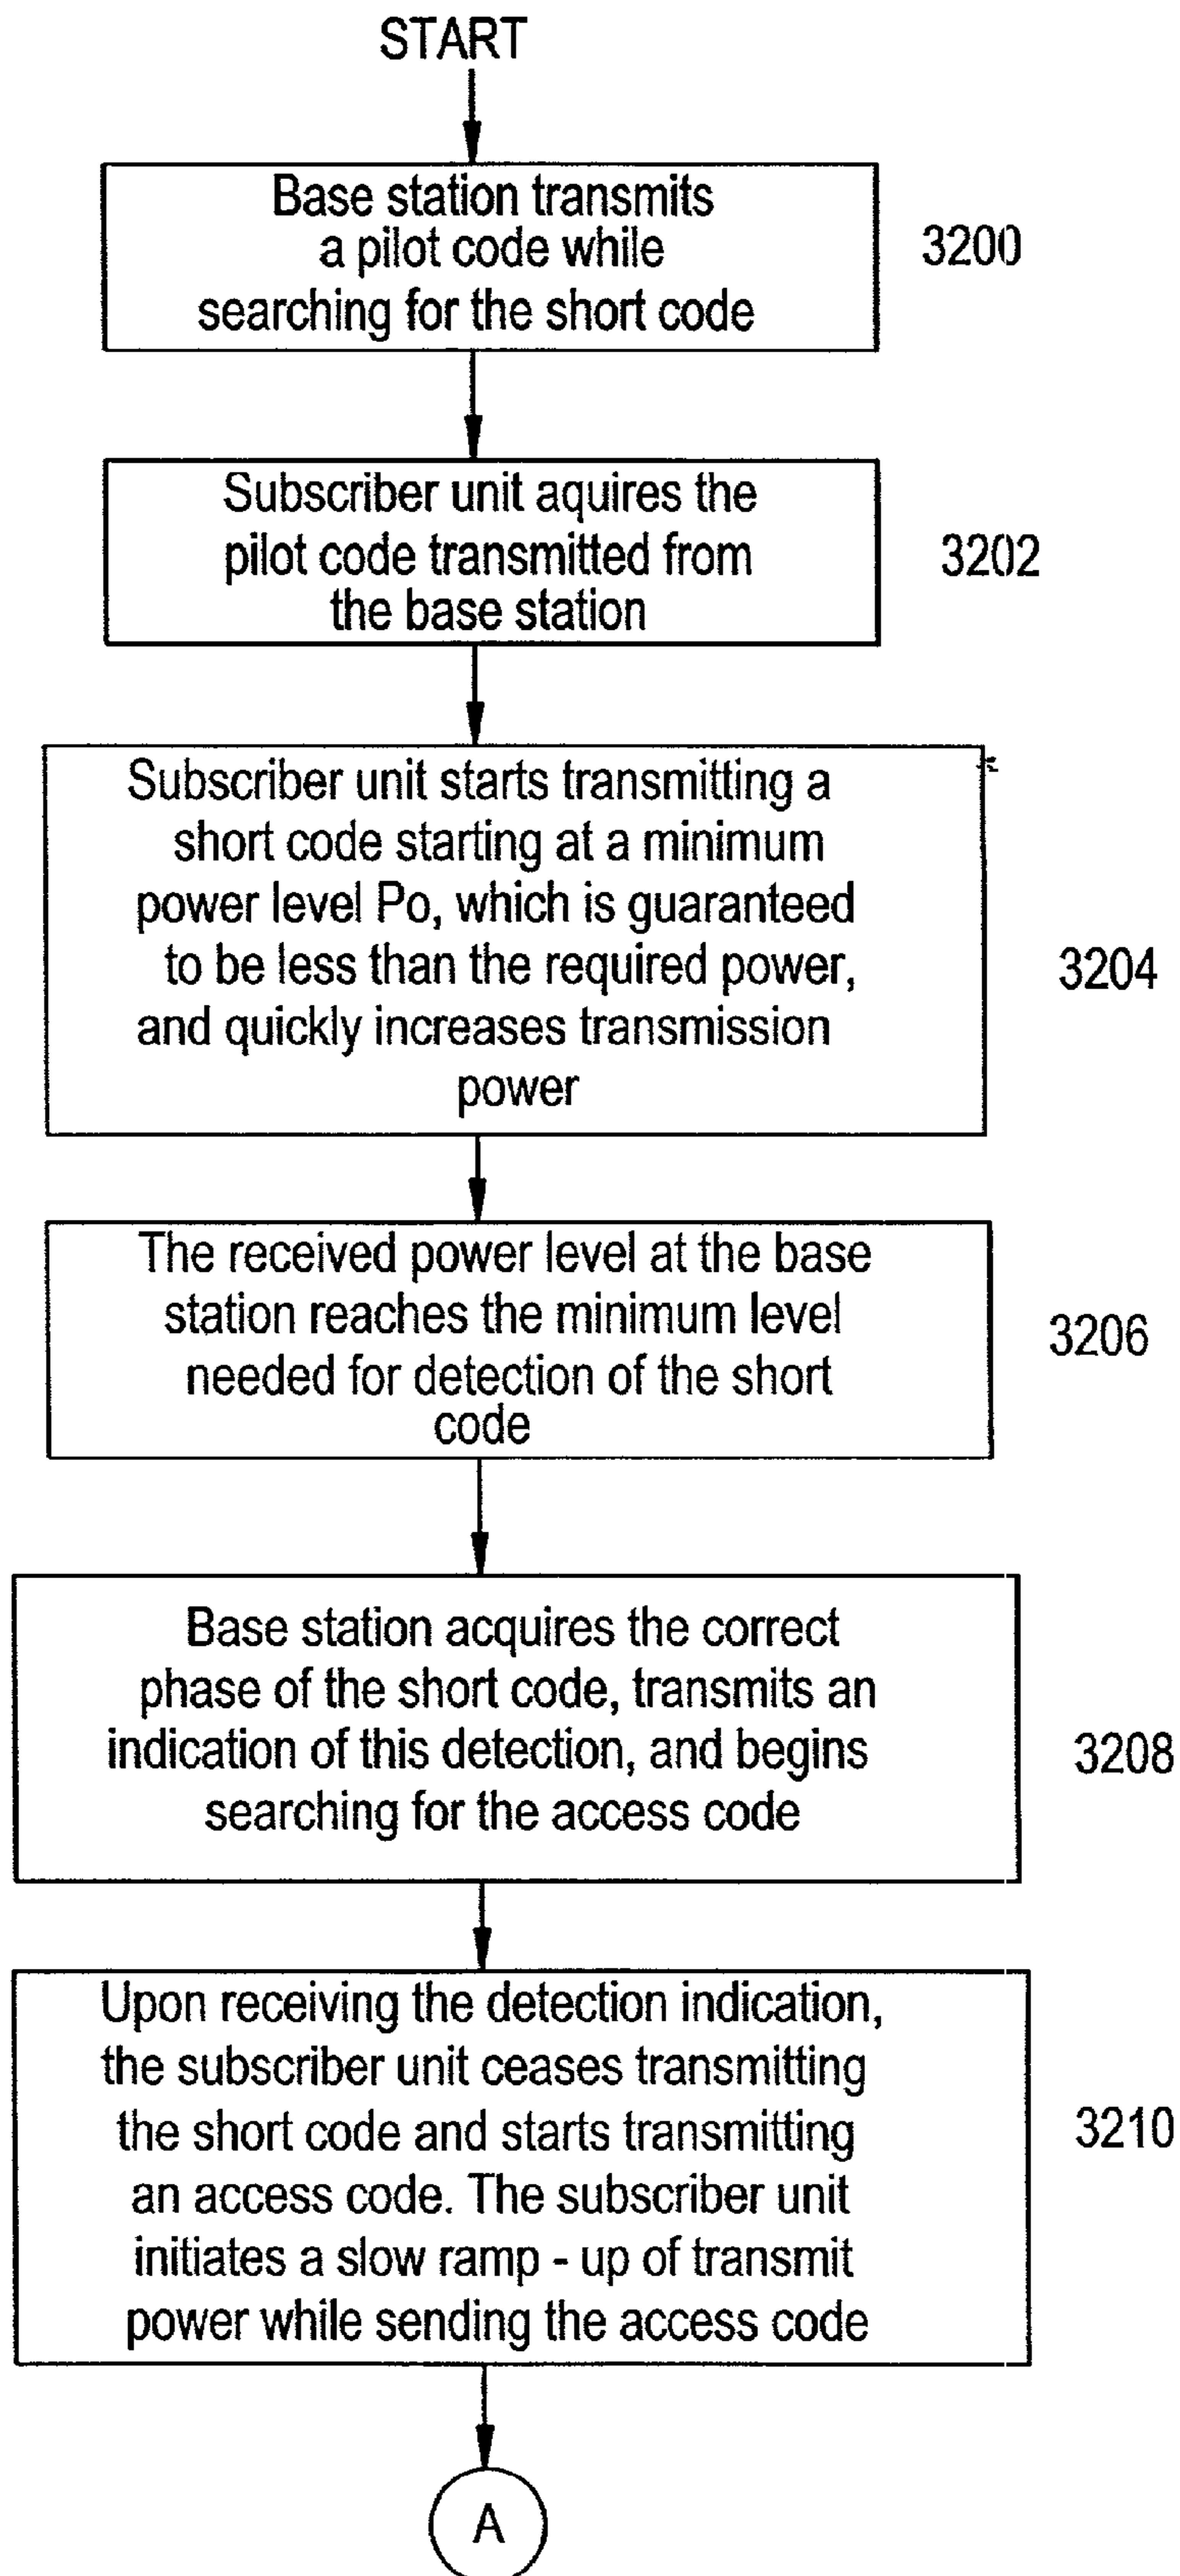 START
Base station transmits
a pilot code while
searching for the short code
3200
Subscriber unit aquires the
pilot code transmitted from
the base station
3202
Subscriber unit starts transmitting a
short code starting at a minimum
power level Po, which is guaranteed
to be less than the required power,
and quickly increases transmission
power
3204
The received power level at the base
station reaches the minimum level
needed for detection of the short
code
3206
Base station acquires the correct
phase of the short code, transmits an
indication of this detection, and begins
searching for the access code
3208
Upon receiving the detection indication,
the subscriber unit ceases transmitting
the short code and starts transmitting
an access code. The subscriber unit
initiates a slow ramp - up of transmit
power while sending the access code
3210
A